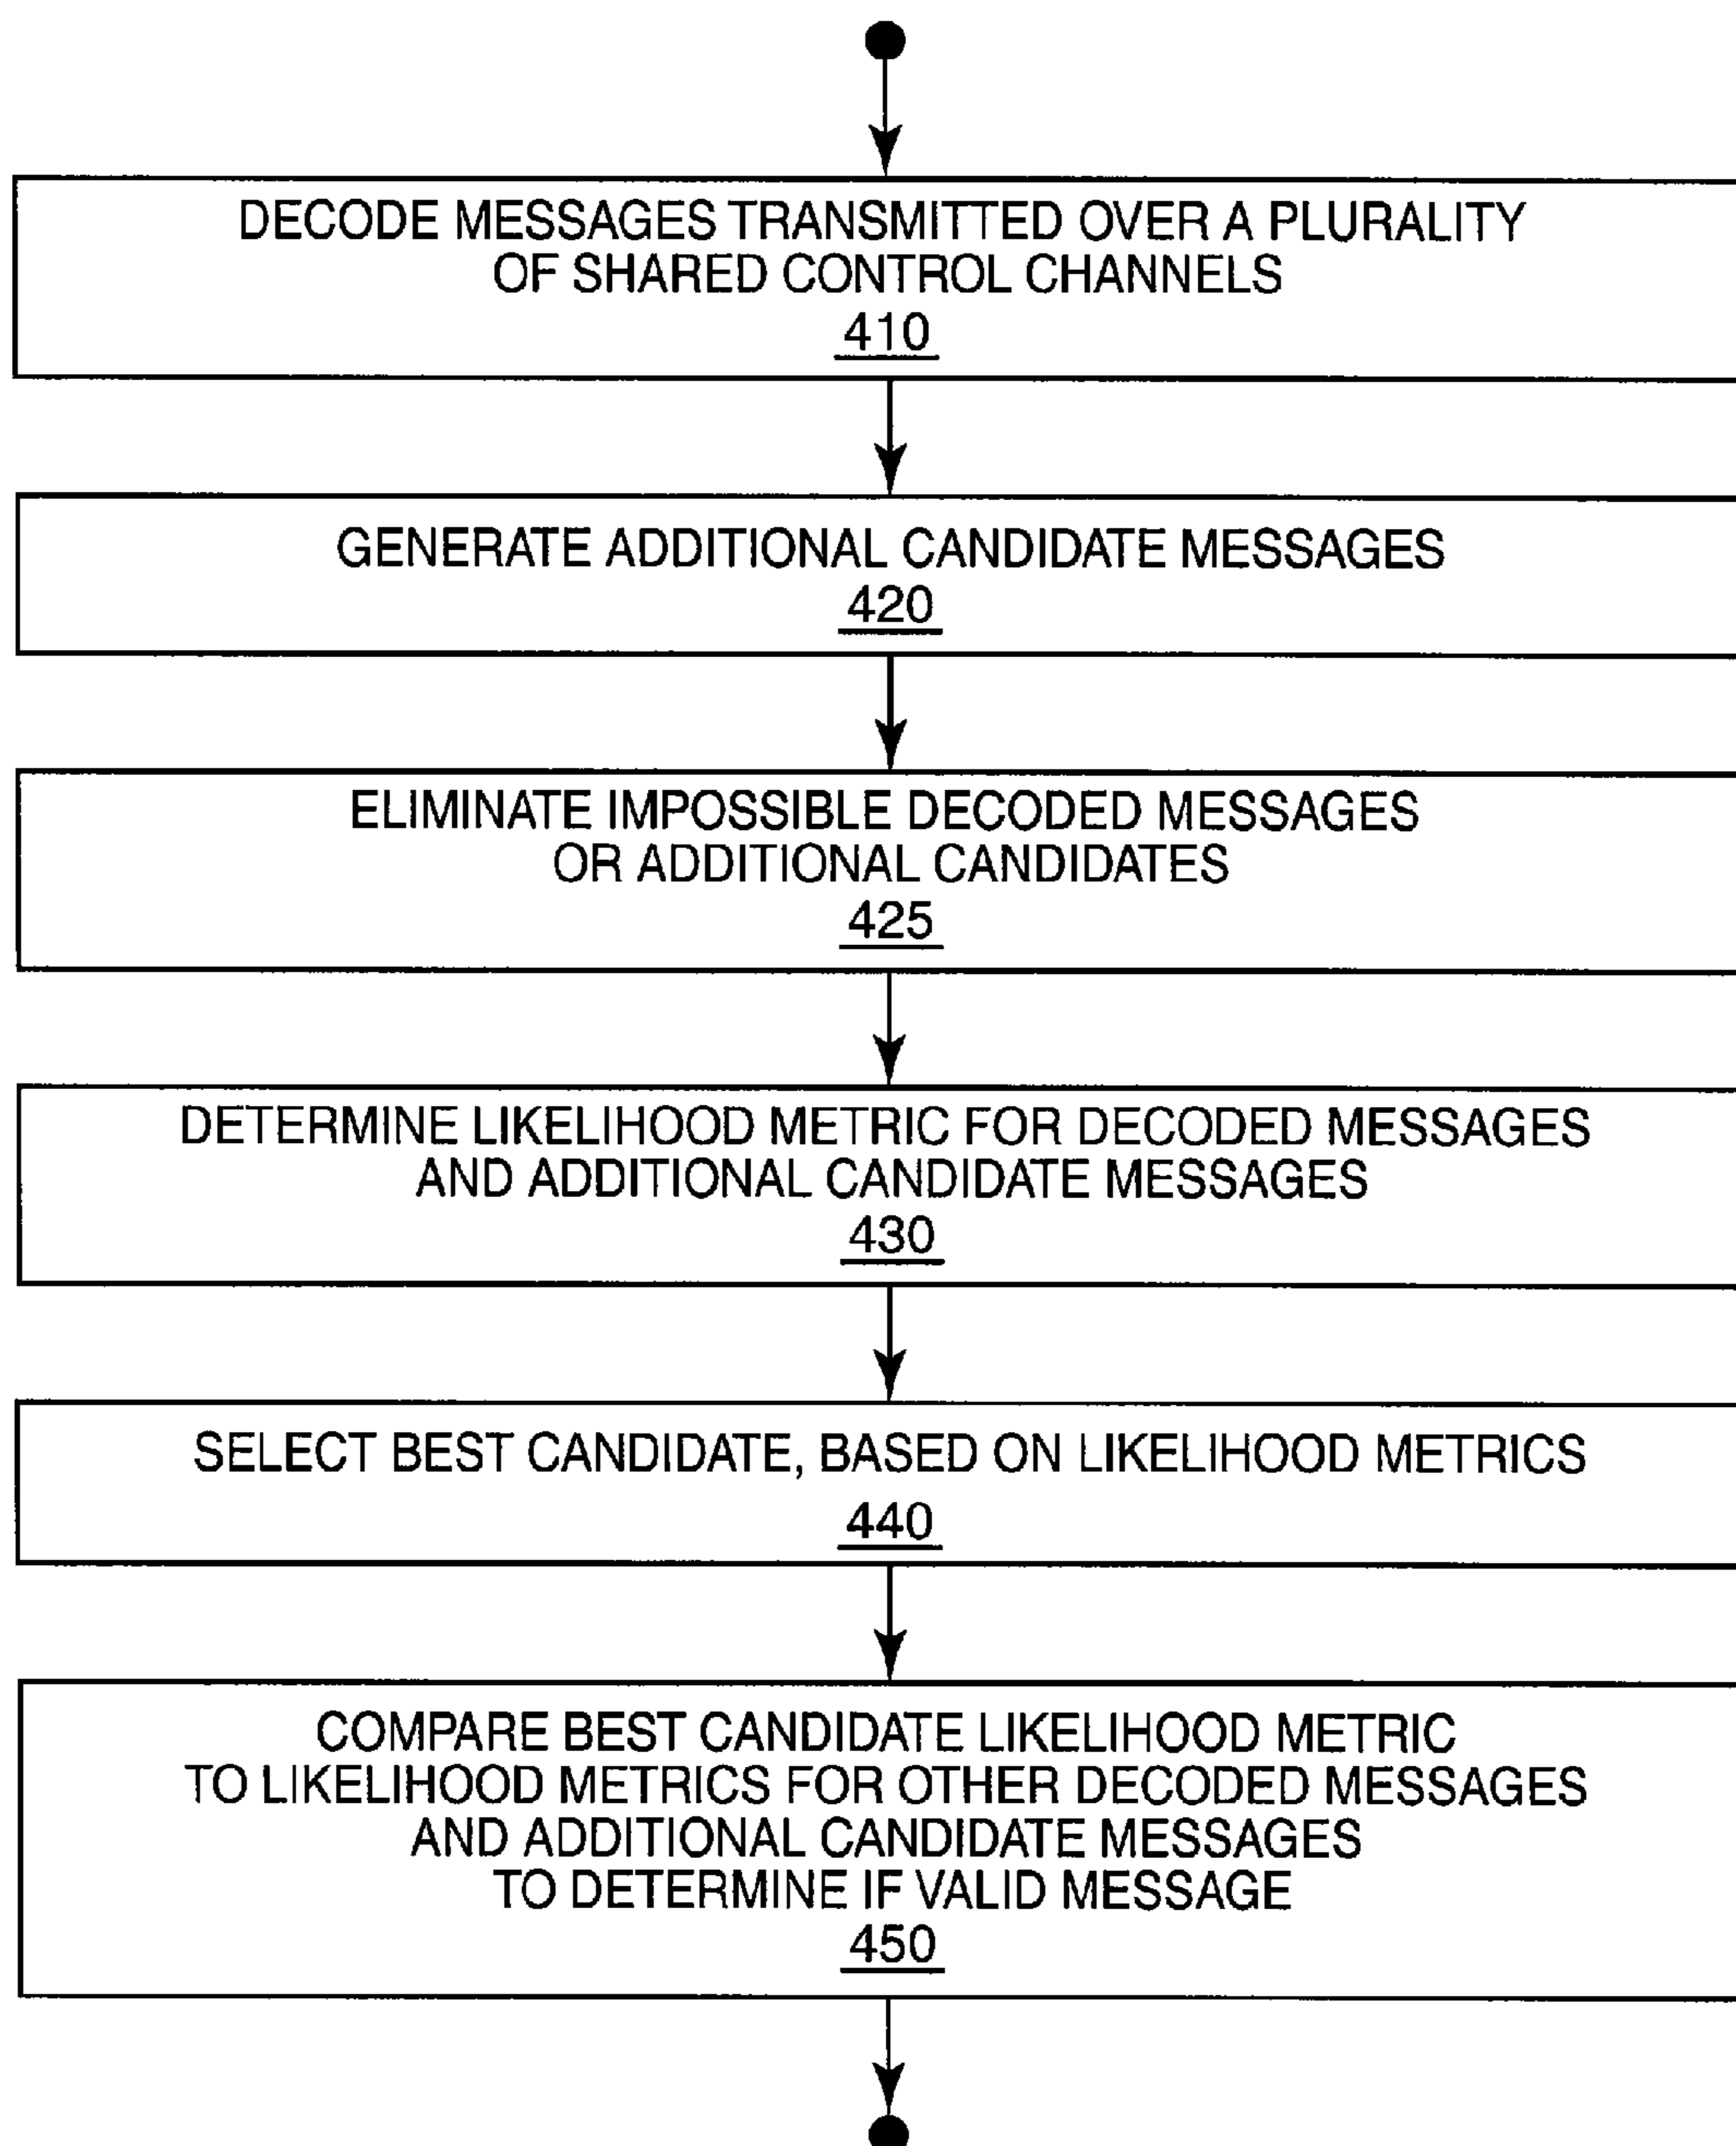 DECODE MESSAGES TRANSMITTED OVER A PLURALITY
OF SHARED CONTROL CHANNELS
410
GENERATE ADDITIONAL CANDIDATE MESSAGES
420
ELIMINATE IMPOSSIBLE DECODED MESSAGES
OR ADDITIONAL CANDIDATES
425
DETERMINE LIKELIHOOD METRIC FOR DECODED MESSAGES
AND ADDITIONAL CANDIDATE MESSAGES
430
SELECT BEST CANDIDATE, BASED ON LIKELIHOOD METRICS
440
COMPARE BEST CANDIDATE LIKELIHOOD METRIC
TO LIKELIHOOD METRICS FOR OTHER DECODED MESSAGES
AND ADDITIONAL CANDIDATE MESSAGES
TO DETERMINE IF VALID MESSAGE
450